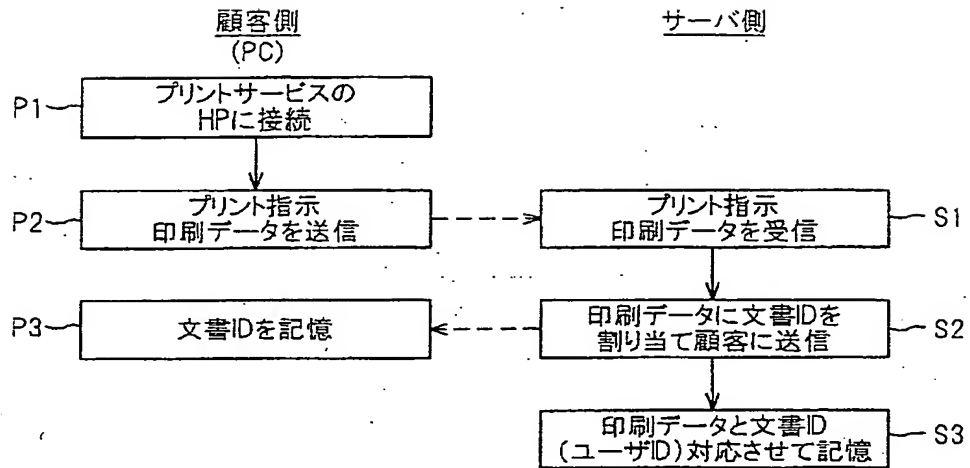 顧客側
(PC)
サーバ側
P1
プリントサービスの
HPに接続
P2
プリント指示
印刷データを送信
プリント指示
印刷データを受信
S1
P3
文書IDを記憶
印刷データに文書IDを
割り当て顧客に送信
S2
印刷データと文書ID
(ユーザID)対応させて記憶
S3